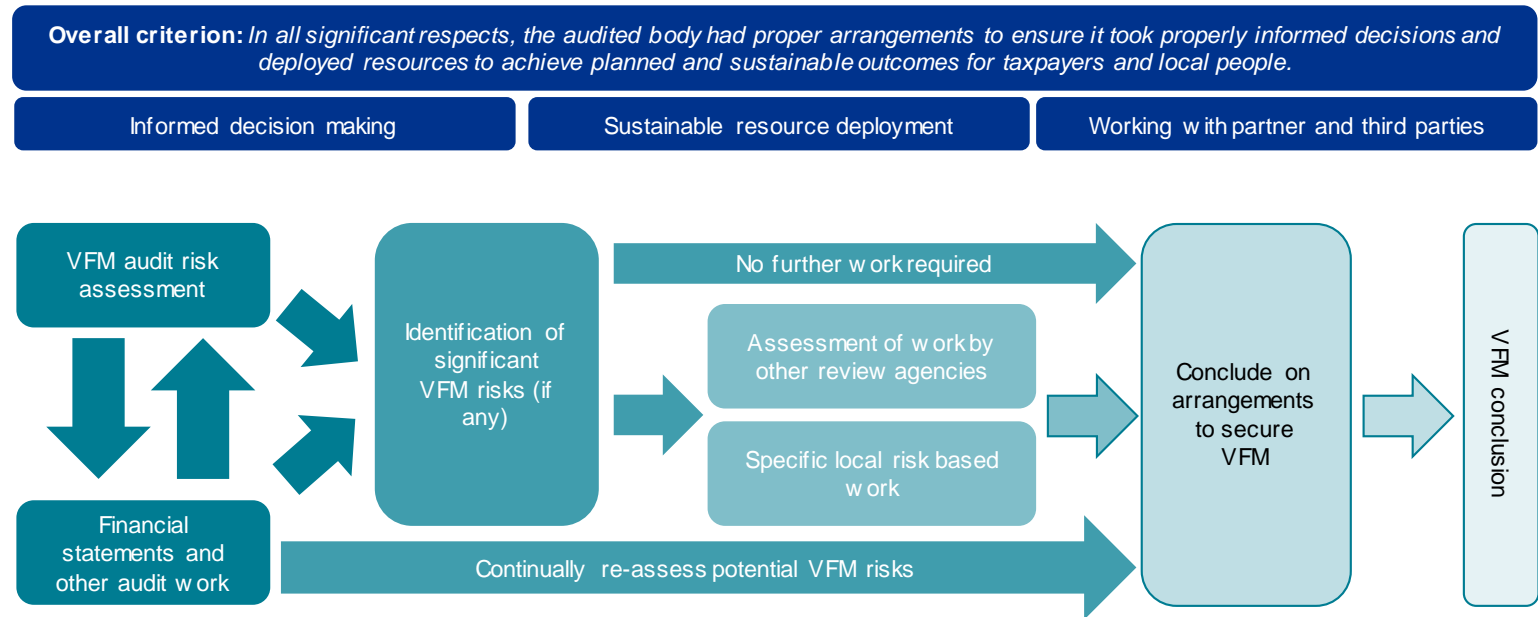 Overall criterion: In all significant respects, the audited body had proper arrangements to ensure it took properly informed decisions and
deployed resources to achieve planned and sustainable outcomes for taxpayers and local people.
Informed decision making
Sustainable resource deployment
Working with partner and third parties
VFM audit risk
assessment
Financial
statements and
other audit work
Identification of
significant
VFM risks (if
any)
No further work required
Assessment of work by
other review agencies
Specific local risk based
work
Continually re-assess potential VFM risks
Conclude on
arrangements
to secure
VFM
VFM conclusion